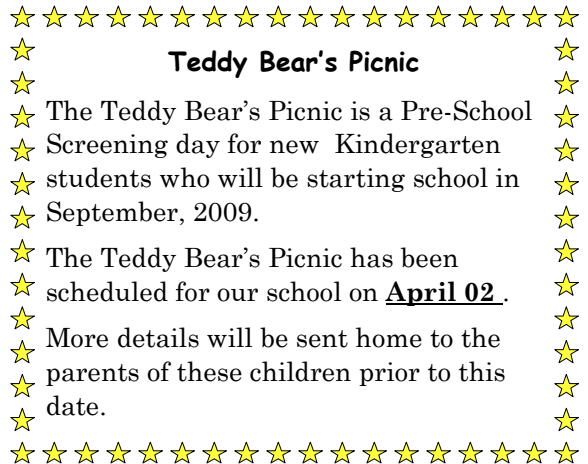 Teddy Bear's Picnic
The Teddy Bear's Picnic is a Pre-School
Screening day for new  Kindergarten
students who will be starting school in
September, 2009.
The Teddy Bear's Picnic has been
scheduled for our school on April 02 .
More details will be sent home to the
parents of these children prior to this
date.